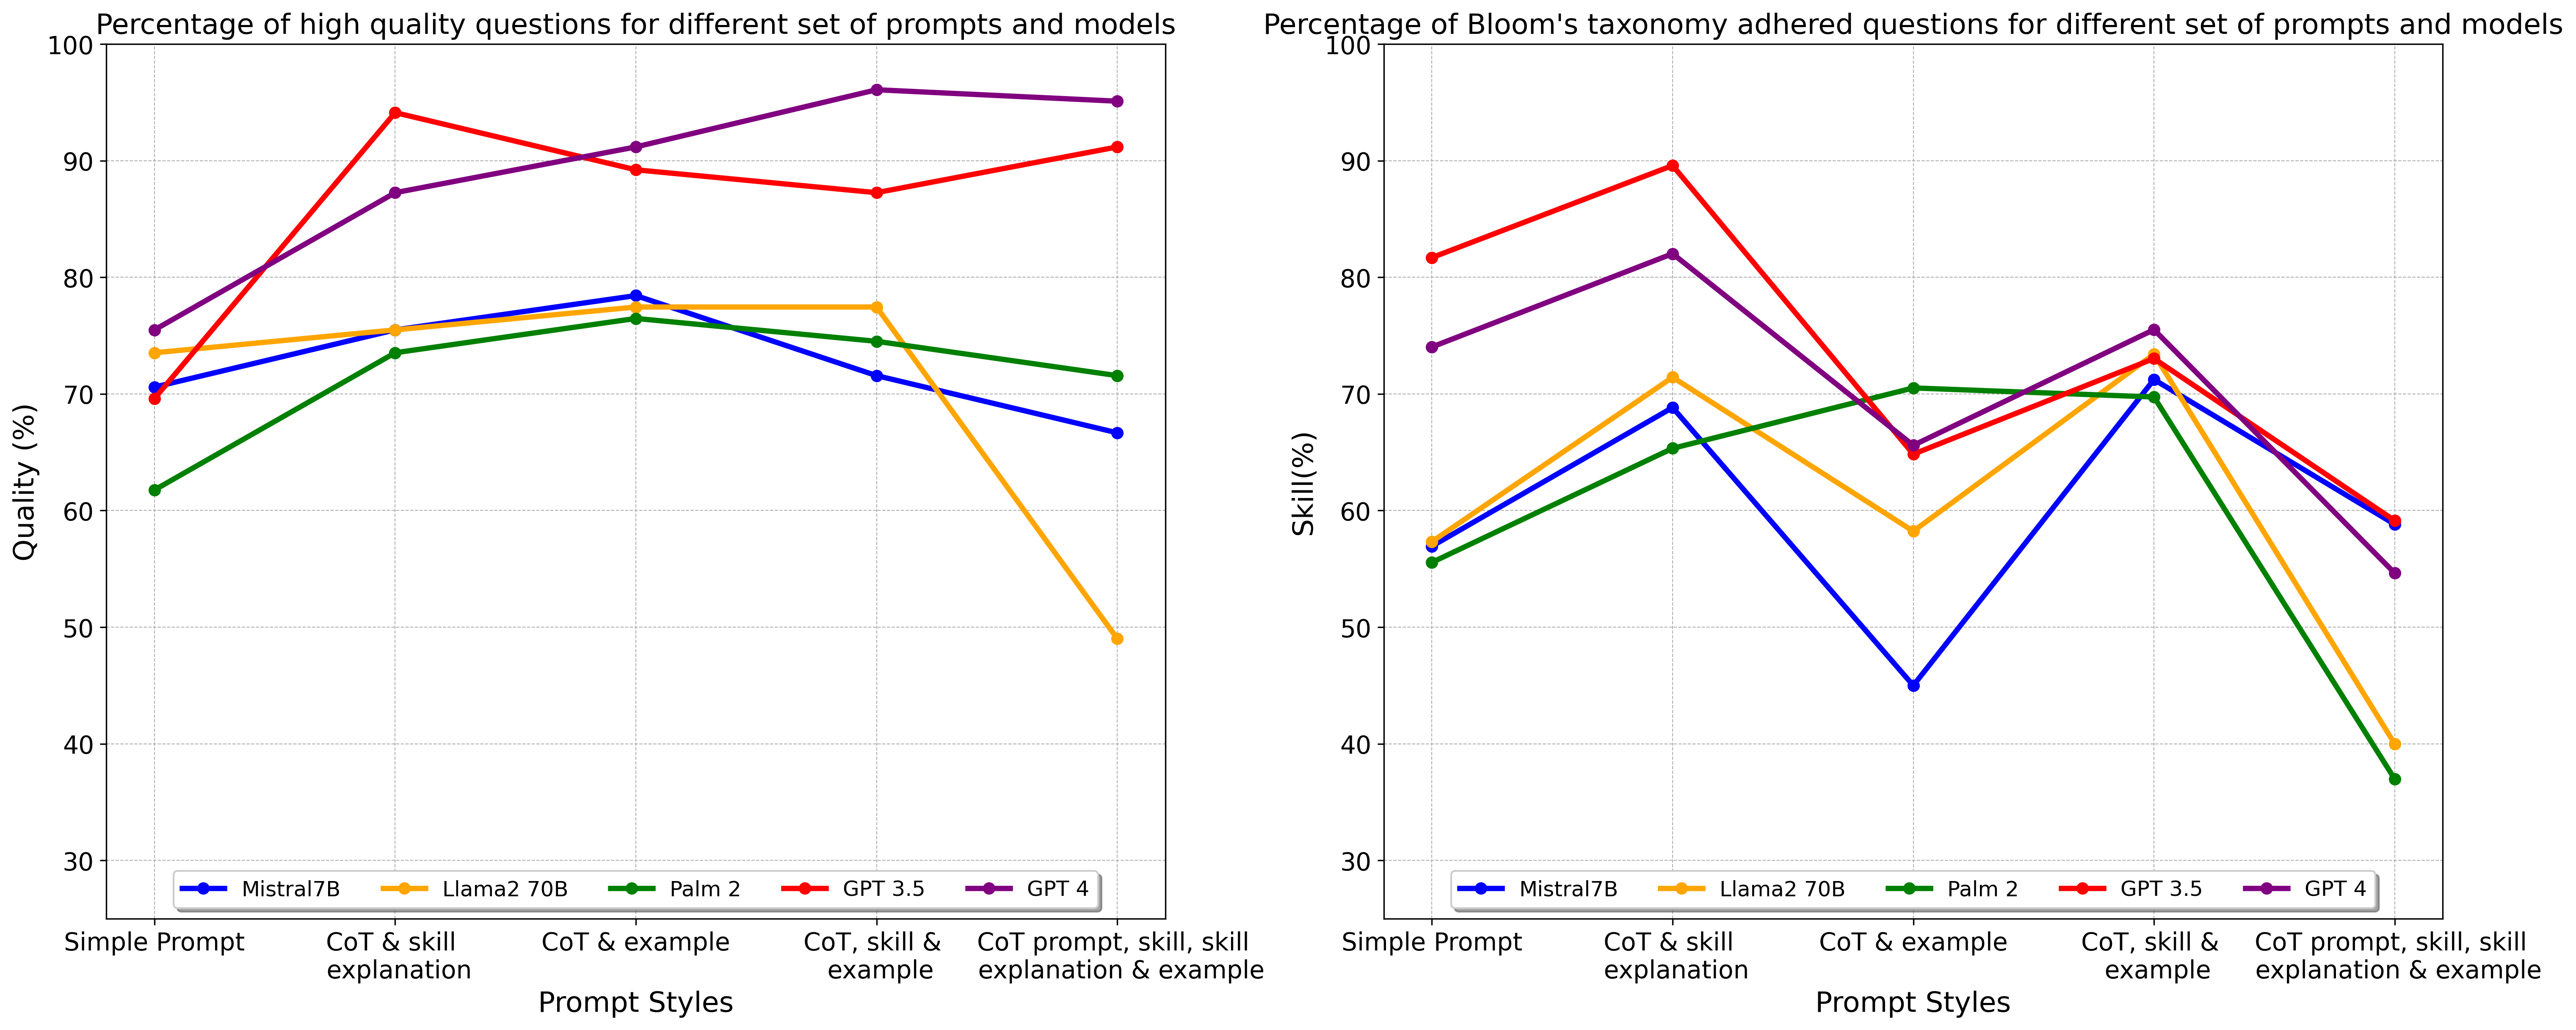 Percentage of high quality questions for different set of prompts and models
Quality (%)
100
90
80
70
60
50
40
30
Mistral7B Llama2 70B Palm 2 GPT 3.5 GPT 4
Simple Prompt
CoT & skill
explanation
CoT & example
CoT, skill &
example
CoT prompt, skill, skill
explanation & example
Prompt Styles
Percentage of Bloom's taxonomy adhered questions for different set of prompts and models
Skill(%)
100
90
80
70
60
50
40
30
Mistral7B Llama2 70B Palm 2 GPT 3.5 GPT 4
Simple Prompt
CoT & skill
explanation
CoT & example
CoT, skill &
example
CoT prompt, skill, skill
explanation & example
Prompt Styles